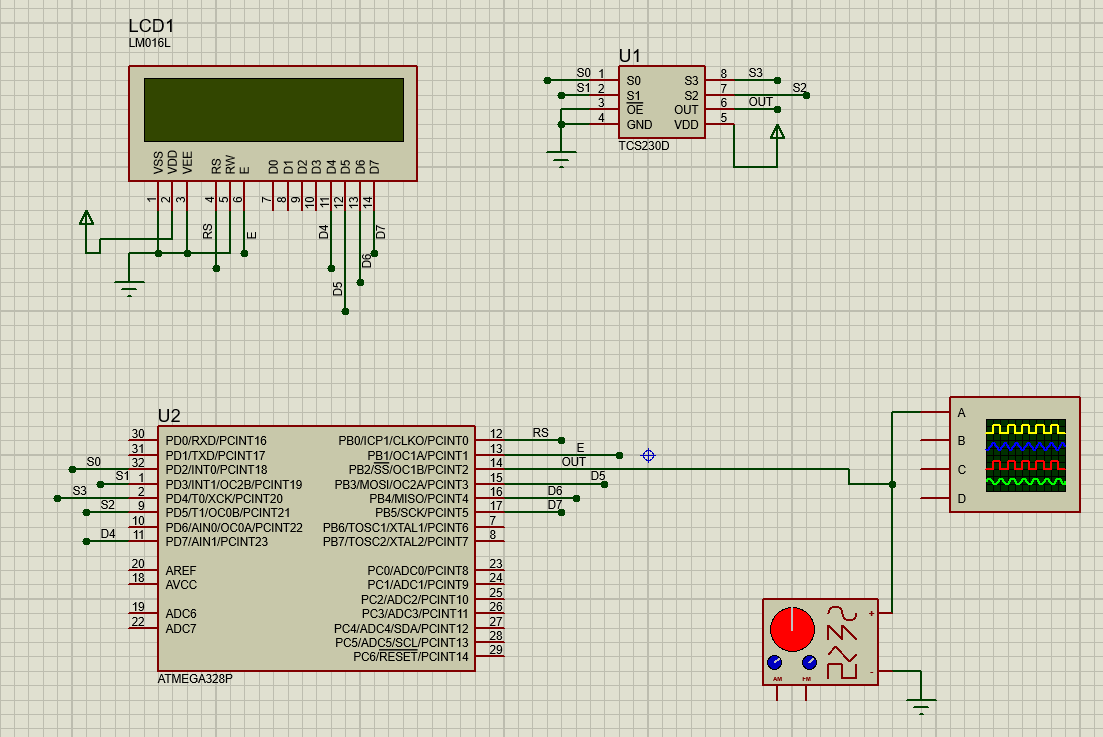 LCD1
LM016L
VSS VDD VEE RS RW E D0 D1 D2 D3 D4 D5 D6 D7
1 2 3 4 5 6 7 8 9 10 11 12 13 14
RS E D4 D7
D6
D5
U1
S0 1 S0 S3 8 S3
S1 2 S1 S2 7 S2
3 OE OUT 6 OUT
4 GND VDD 5
TCS230D
U2
30 PD0/RXD/PCINT16 PB0/ICP1/CLKO/PCINT0 12 RS
31 PD1/TXD/PCINT17 PB1/OC1A/PCINT1 13 E
S0 32 PD2/INT0/PCINT18 PB2/SS/OC1B/PCINT2 14 OUT
S1 1 PD3/INT1/OC2B/PCINT19 PB3/MOSI/OC2A/PCINT3 15 D5
S3 2 PD4/T0/XCK/PCINT20 PB4/MISO/PCINT4 16 D6
S2 9 PD5/T1/OC0B/PCINT21 PB5/SCK/PCINT5 17 D7
10 PD6/AIN0/OC0A/PCINT22 PB6/TOSC1/XTAL1/PCINT6 7
D4 11 PD7/AIN1/PCINT23 PB7/TOSC2/XTAL2/PCINT7 8
20 AREF PC0/ADC0/PCINT8 23
18 AVCC PC1/ADC1/PCINT9 24
PC2/ADC2/PCINT10 25
19 ADC6 PC3/ADC3/PCINT11 26
22 ADC7 PC4/ADC4/SDA/PCINT12 27
PC5/ADC5/SCL/PCINT13 28
PC6/RESET/PCINT14 29
ATMEGA328P
A
B
C
D
+
-
AM FM